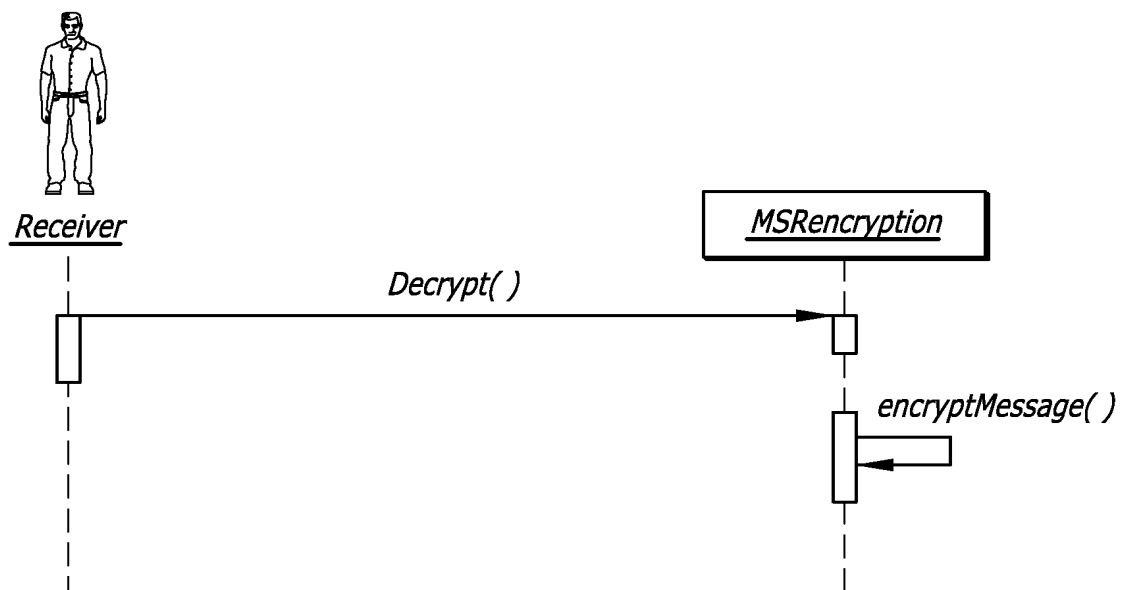 Receiver
MSRencryption
Decrypt( )
encryptMessage( )